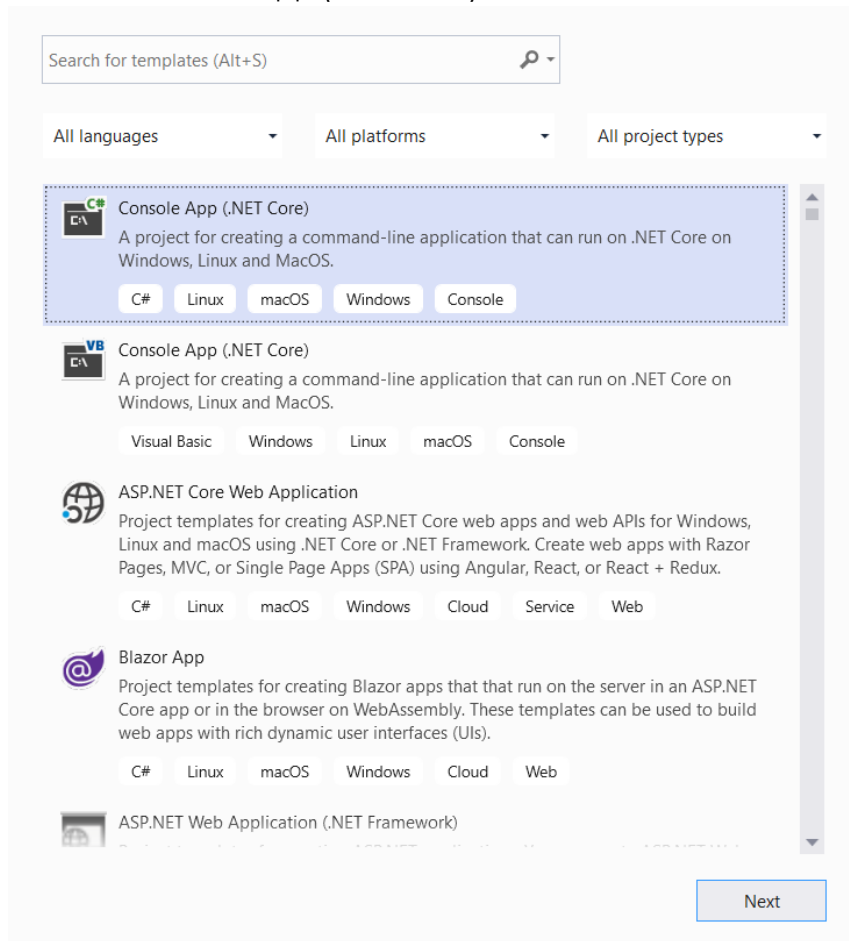 Search for templates (Alt+S)
All languages
All platforms
All project types
C#
C:\
Console App (.NET Core)
A project for creating a command-line application that can run on .NET Core on
Windows, Linux and MacOS.
C# Linux macOS Windows Console
VB
C:\
Console App (.NET Core)
A project for creating a command-line application that can run on .NET Core on
Windows, Linux and MacOS.
Visual Basic Windows Linux macOS Console
ASP.NET Core Web Application
Project templates for creating ASP.NET Core web apps and web APIs for Windows,
Linux and macOS using .NET Core or .NET Framework. Create web apps with Razor
Pages, MVC, or Single Page Apps (SPA) using Angular, React, or React + Redux.
C# Linux macOS Windows Cloud Service Web
@
Blazor App
Project templates for creating Blazor apps that that run on the server in an ASP.NET
Core app or in the browser on WebAssembly. These templates can be used to build
web apps with rich dynamic user interfaces (UIs).
C# Linux macOS Windows Cloud Web
ASP.NET Web Application (.NET Framework)
Next